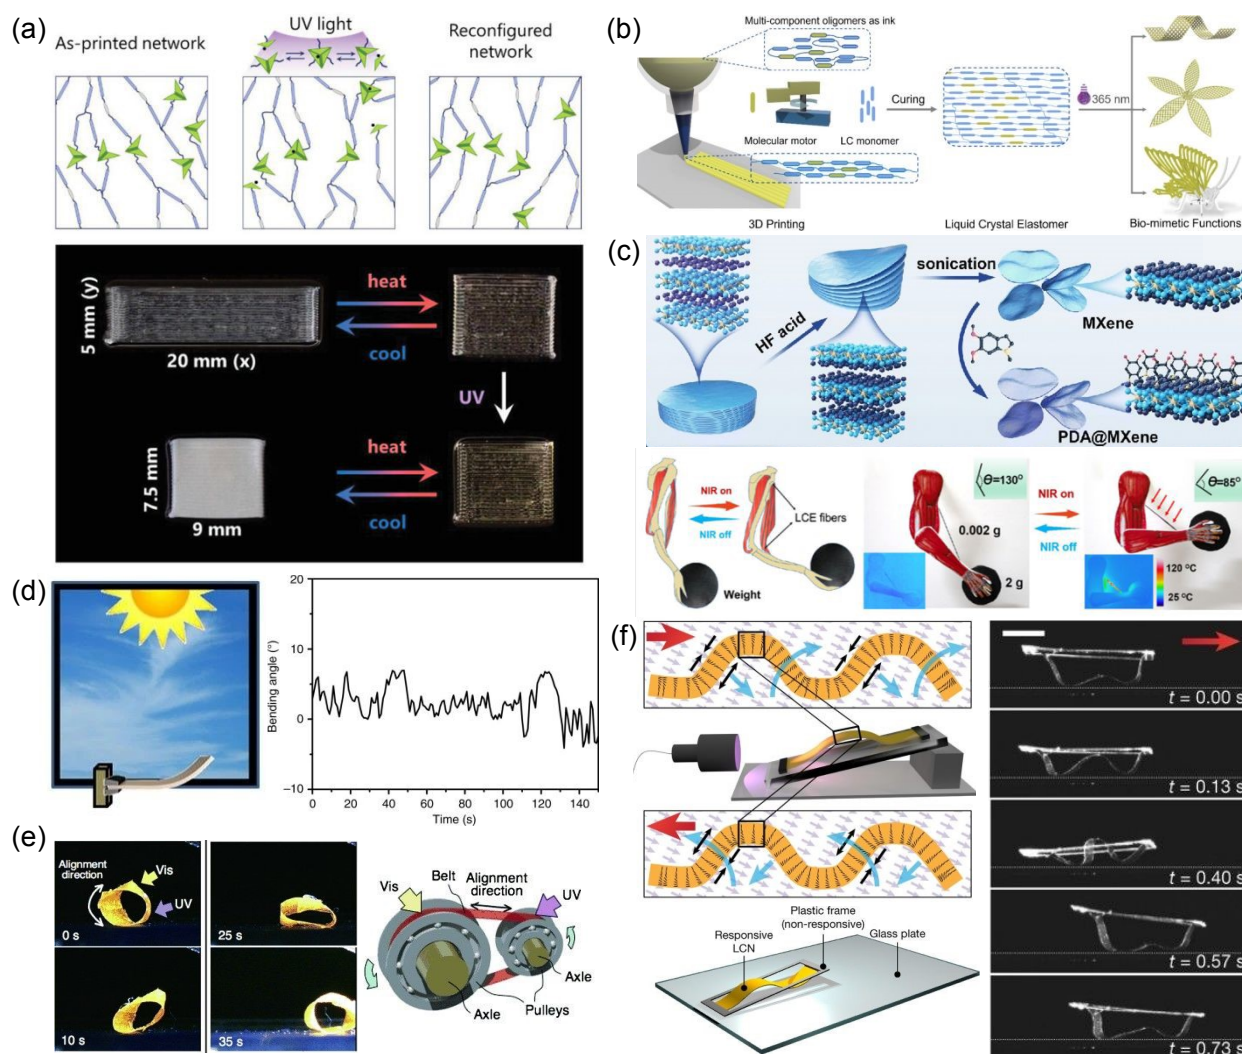 (a)
As-printed network
UV light
Reconfigured
network
5 mm (y)
20 mm (x)
heat
cool
UV
7.5 mm
9 mm
heat
cool
(b)
Multi-component oligomers as ink
Molecular motor
LC monomer
Curing
365 nm
3D Printing
Liquid Crystal Elastomer
Bio-mimetic Functions
(c)
HF acid
sonication
MXene
PDA@MXene
NIR on
NIR off
LCE fibers
Weight
Θ=130°
0.002 g
2 g
NIR on
NIR off
Θ=85°
120 °C
25 °C
(d)
Bending angle (°)
20
10
0
−10
0 20 40 60 80 100 120 140
Time (s)
(e)
Alignment
direction
Vis
UV
0 s
25 s
10 s
35 s
Vis
Belt
Alignment
direction
UV
Axle
Pulleys
Axle
(f)
Responsive
LCN
Plastic frame
(non-responsive)
Glass plate
t = 0.00 s
t = 0.13 s
t = 0.40 s
t = 0.57 s
t = 0.73 s